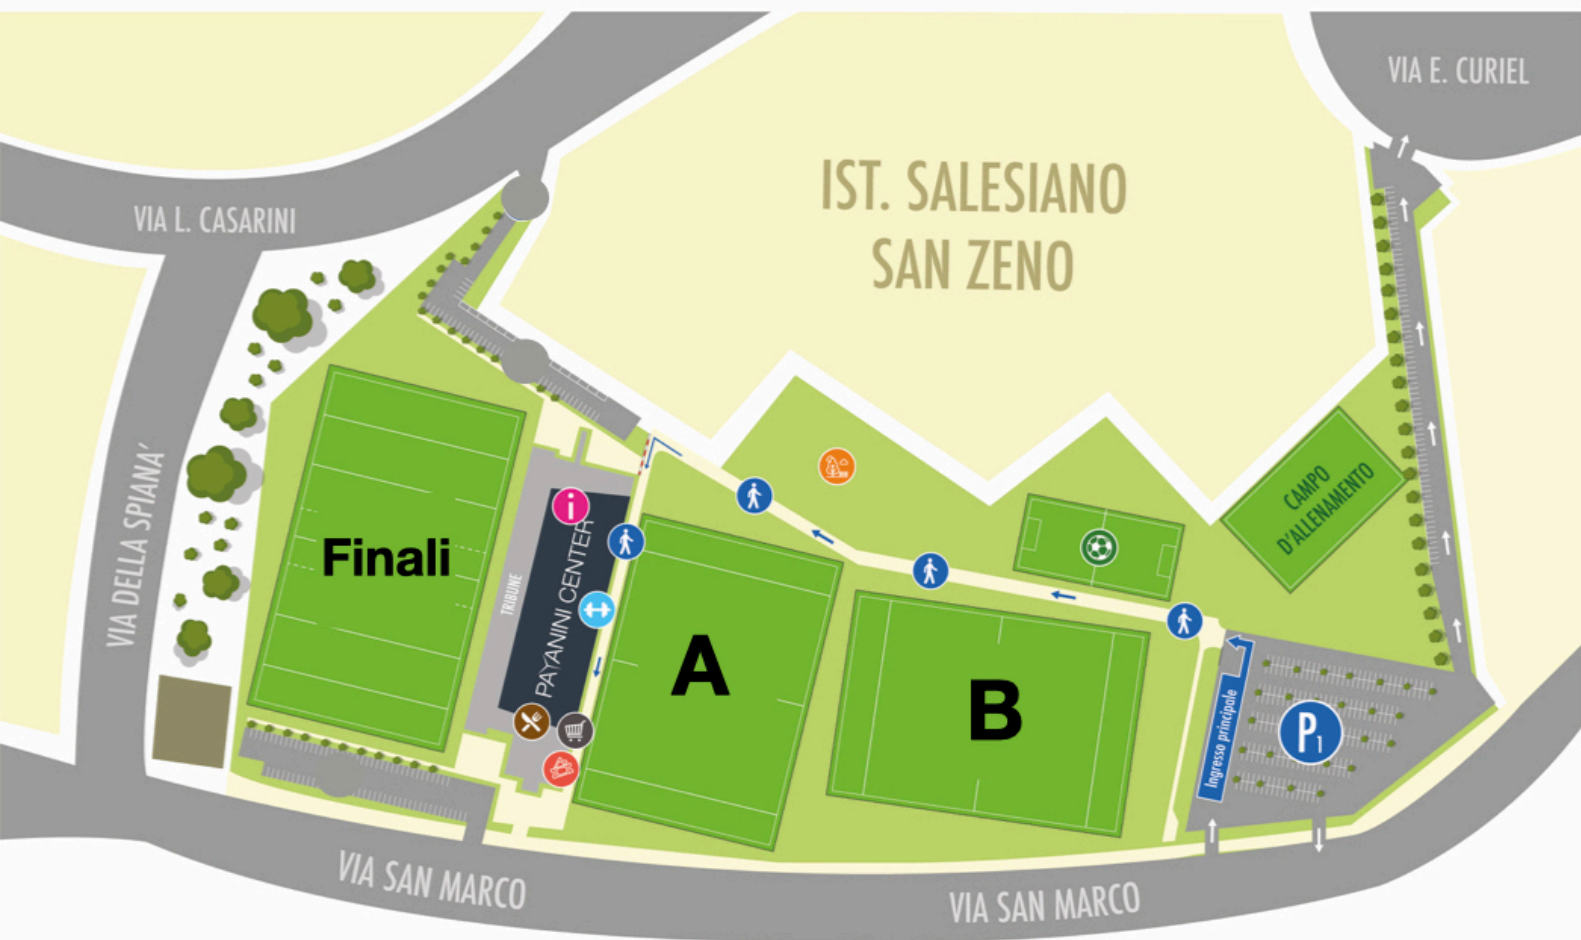 VIA E. CURIEL
IST. SALESIANO
SAN ZENO
VIA L. CASARINI
CAMPO
D'ALLENAMENTO
VIA DELLA SPIANA'
Finali
TRIBUNE
i
PAYANINI CENTER
A
B
Ingresso principale
P1
VIA SAN MARCO
VIA SAN MARCO